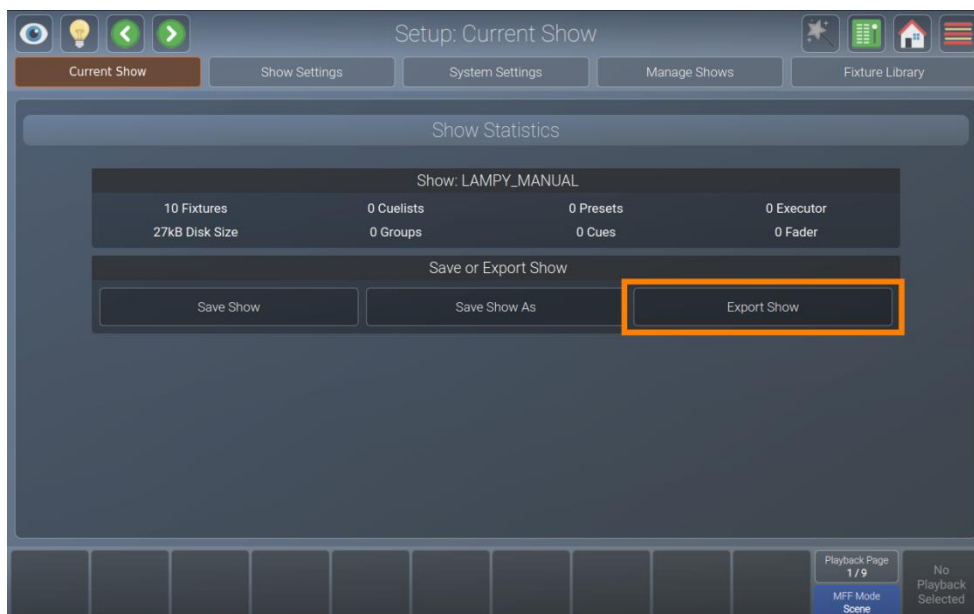 Setup: Current Show
Current Show
Show Settings
System Settings
Manage Shows
Fixture Library
Show Statistics
Show: LAMPY_MANUAL
10 Fixtures
0 Cuelists
0 Presets
0 Executor
27kB Disk Size
0 Groups
0 Cues
0 Fader
Save or Export Show
Save Show
Save Show As
Export Show
Playback Page
1 / 9
MFF Mode
Scene
No
Playback
Selected